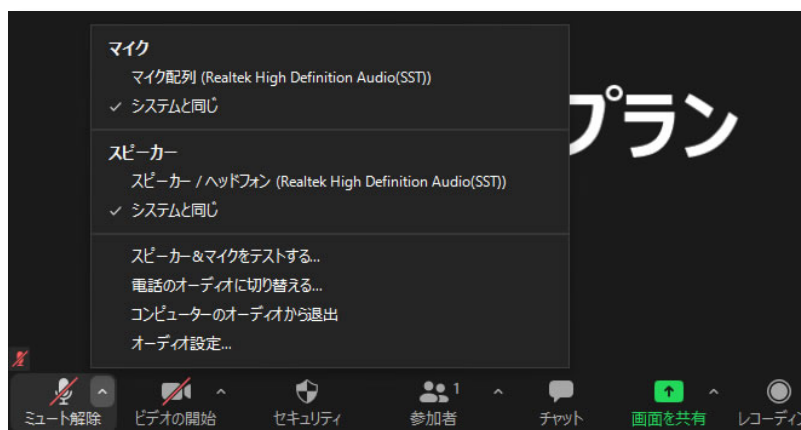 マイク
マイク配列 (Realtek High Definition Audio(SST))
システムと同じ
スピーカー
スピーカー / ヘッドフォン (Realtek High Definition Audio(SST))
システムと同じ
スピーカー&マイクをテストする...
電話のオーディオに切り替える...
コンピューターのオーディオから退出
オーディオ設定...
プラン
ミュート解除
ビデオの開始
セキュリティ
1
参加者
チャット
画面を共有
レコーディン